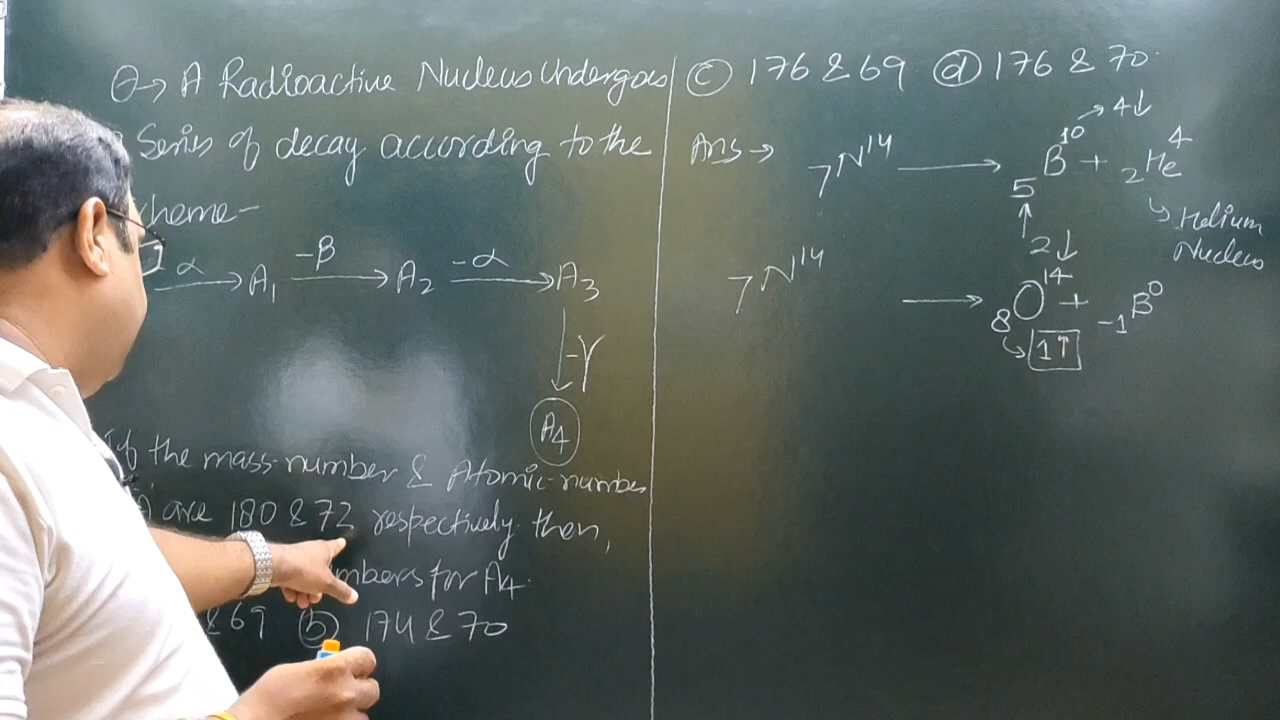 Q→ A Radioactive Nucleus Undergoes
Series of decay according to the
cheme-
-α → A1 -β → A2 -α → A3
↓ -γ
A4
If the mass-number & Atomic-number
are 180 & 72 respectively. then,
mbers for A4.
& 69 (b) 174 & 70
(c) 176 & 69 (d) 176 & 70.
Ans → 7N14 → 5B10 + 2He4
→ 4↓
↑
2↓
Helium
Nucleus
7N14 → 8O14 + -1B0
1↑